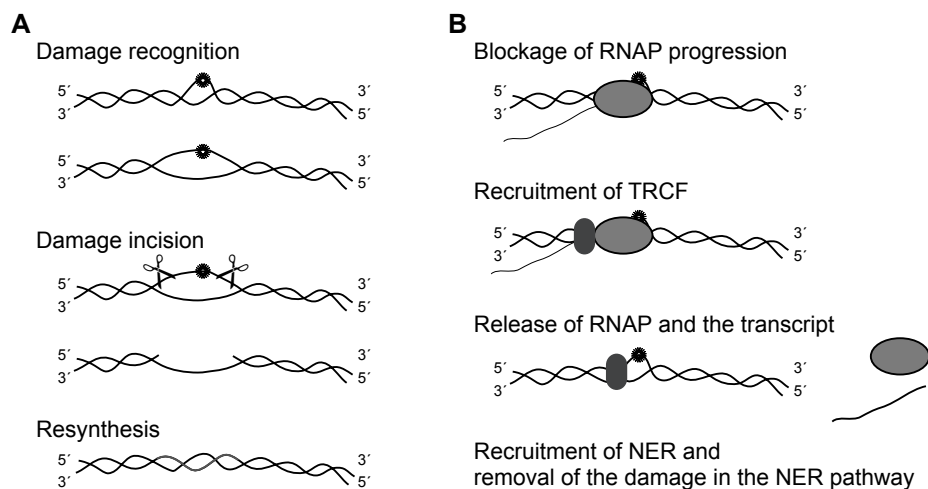 A
Damage recognition
5´ 3´
3´ 5´
5´ 3´
3´ 5´
Damage incision
5´ 3´
3´ 5´
5´ 3´
3´ 5´
Resynthesis
5´ 3´
3´ 5´
B
Blockage of RNAP progression
5´ 3´
3´ 5´
Recruitment of TRCF
5´ 3´
3´ 5´
Release of RNAP and the transcript
5´ 3´
3´ 5´
Recruitment of NER and
removal of the damage in the NER pathway